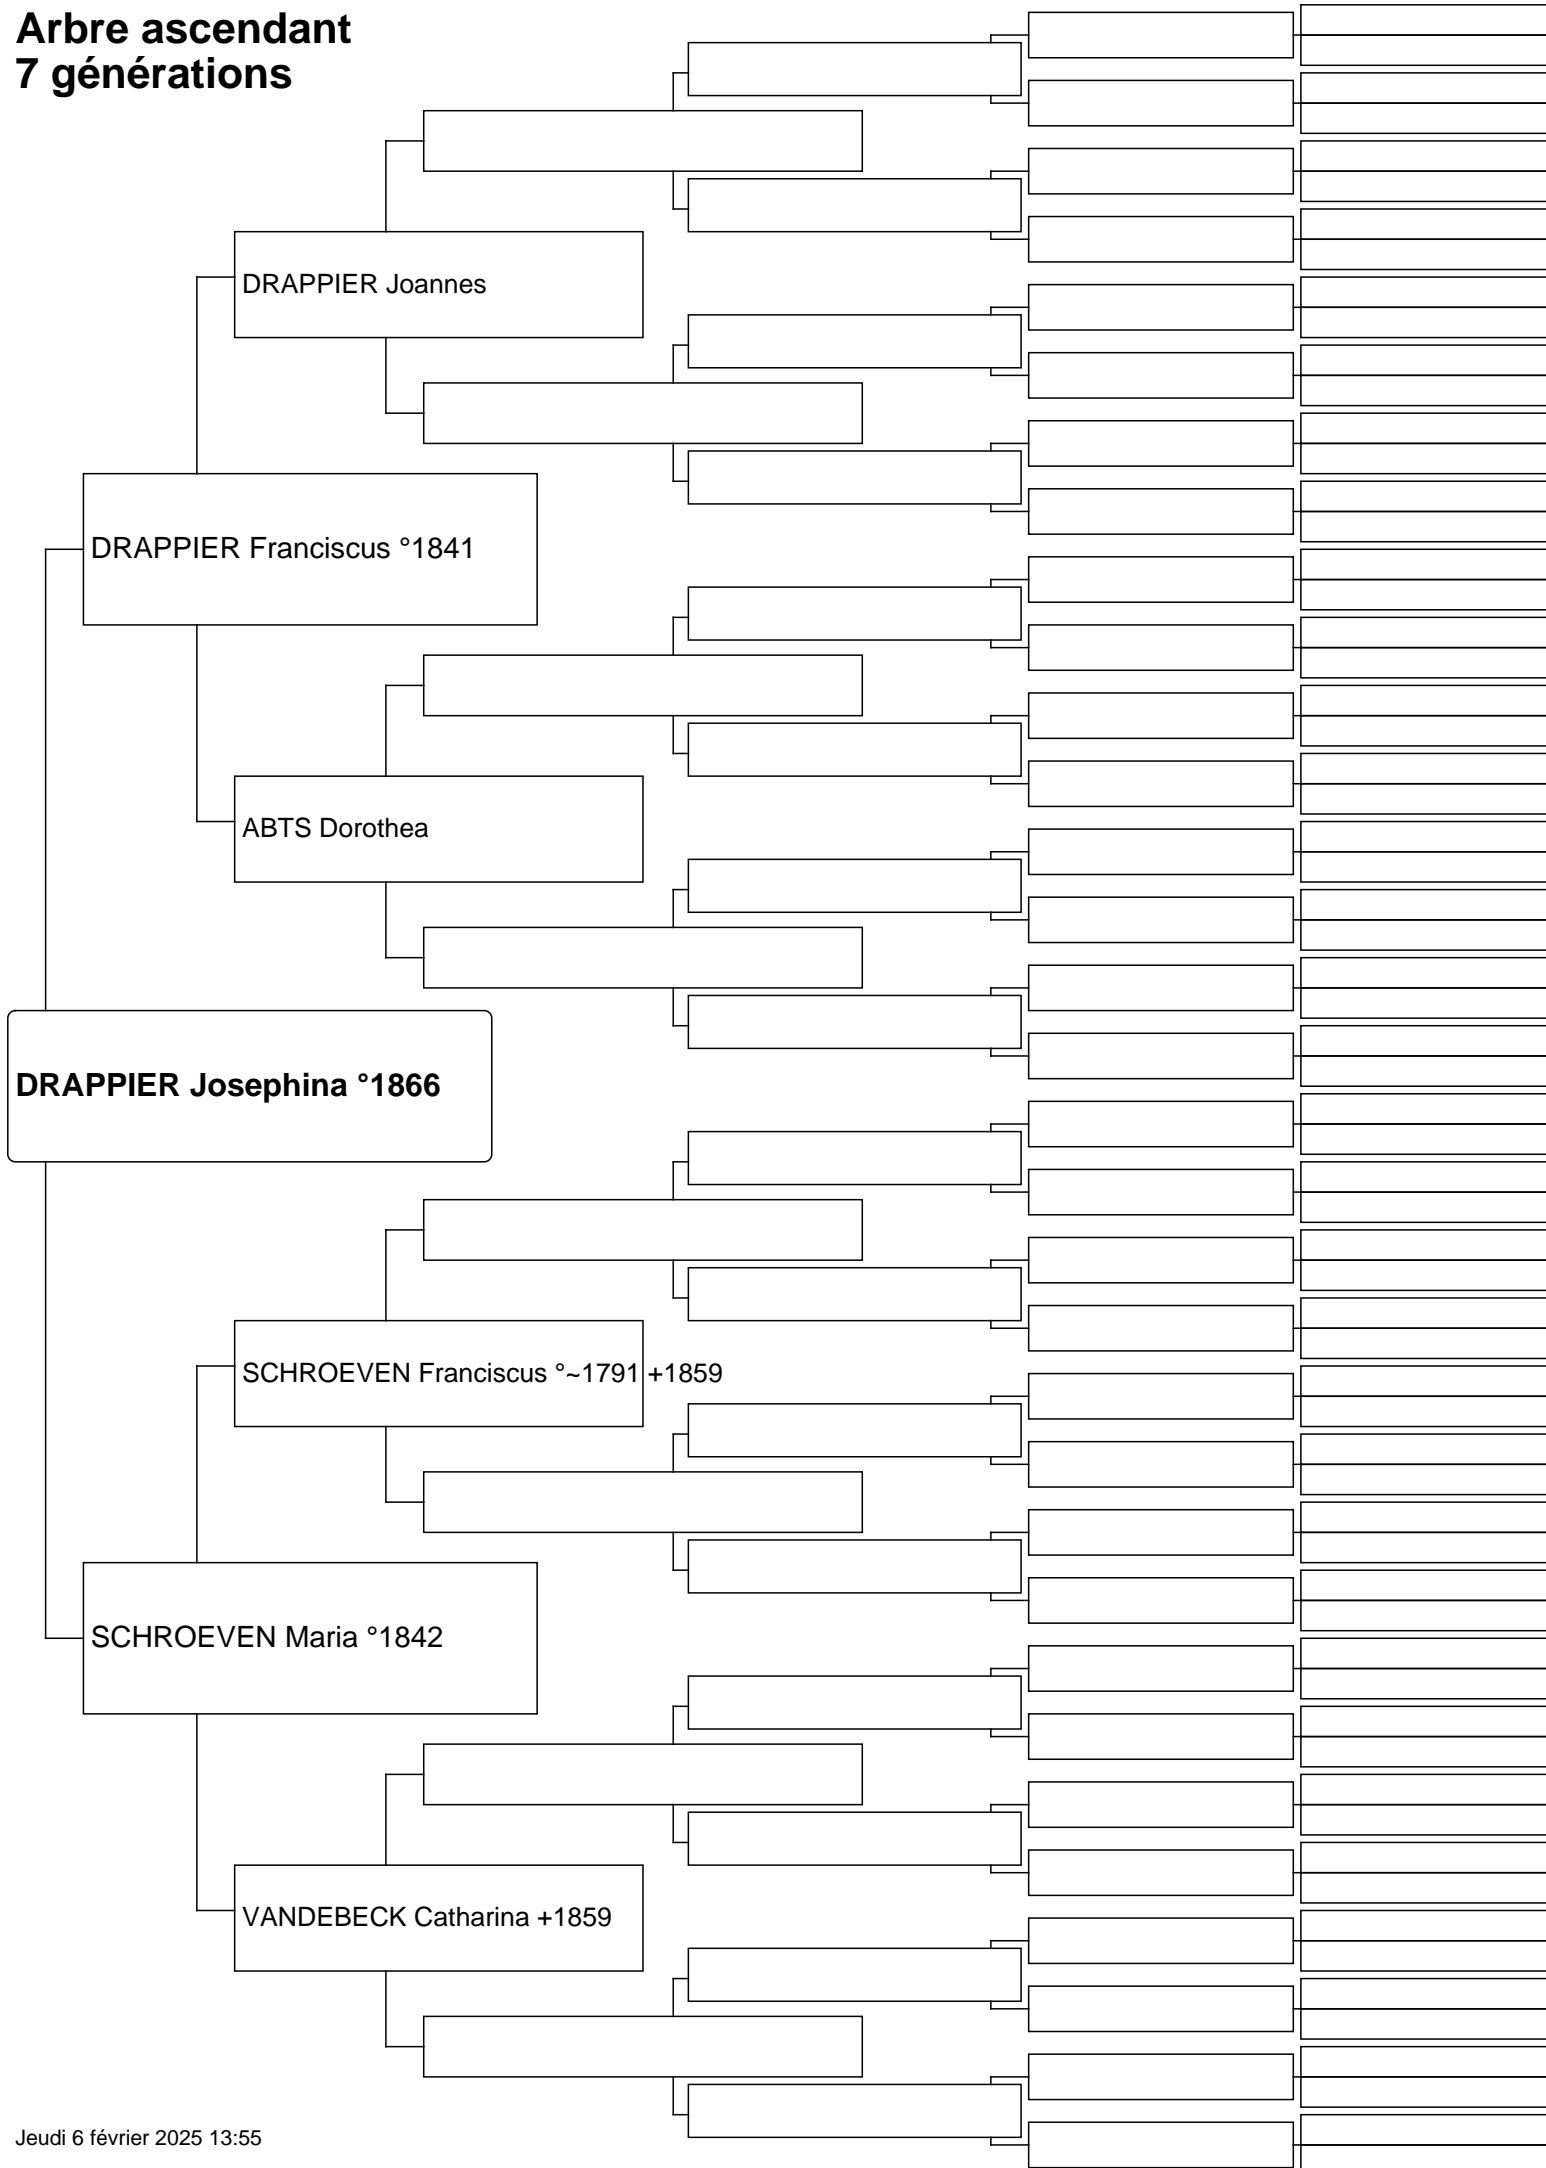 Arbre ascendant
7 générations
DRAPPIER Joannes
DRAPPIER Franciscus °1841
ABTS Dorothea
DRAPPIER Josephina °1866
SCHROEVEN Franciscus °~1791 +1859
SCHROEVEN Maria °1842
VANDEBECK Catharina +1859
Jeudi 6 février 2025 13:55